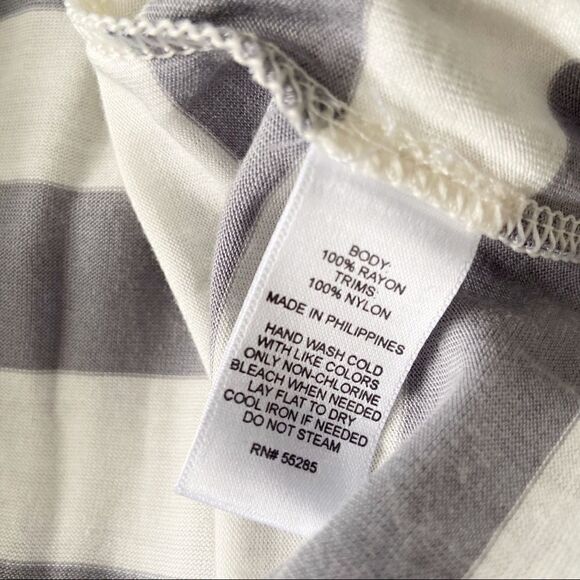 BODY:
100% RAYON
TRIMS:
100% NYLON
MADE IN PHILIPPINES
HAND WASH COLD
WITH LIKE COLORS
ONLY NON-CHLORINE
BLEACH WHEN NEEDED
LAY FLAT TO DRY
COOL IRON IF NEEDED
DO NOT STEAM
RN# 55285